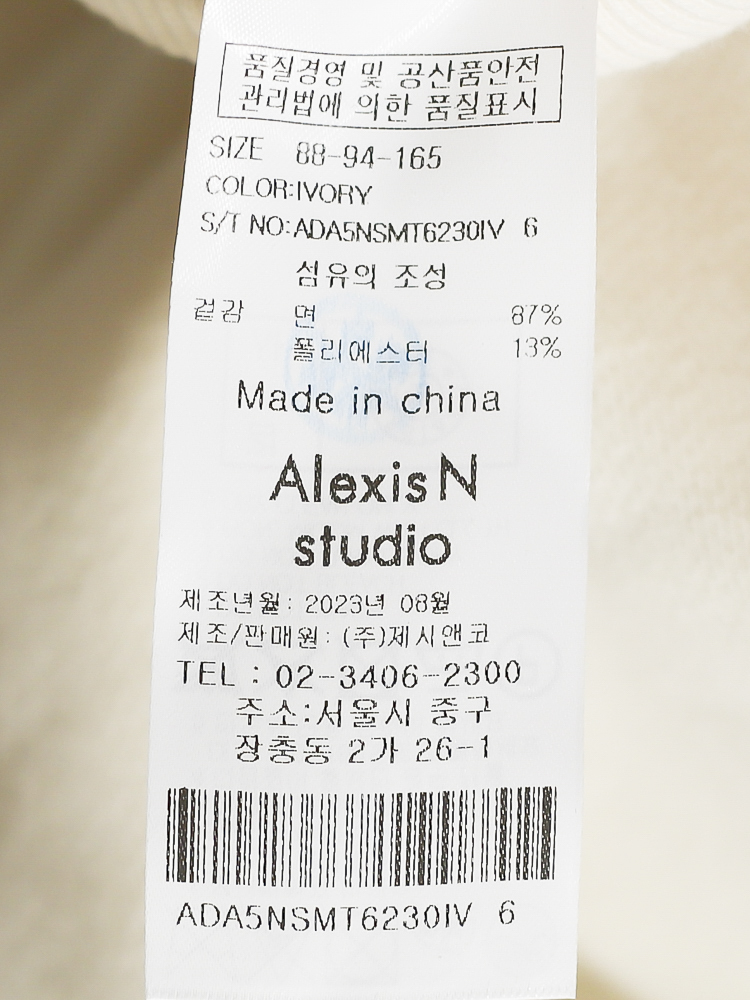 품질경영 및 공산품안전
관리법에 의한 품질표시
SIZE 88-94-165
COLOR:IVORY
S/T NO:ADA5NSMT6230IV 6
섬유의 조성
겉감 면 87%
폴리에스터 13%
Made in china
AlexisN
studio
제조년월: 2023년 08월
제조/판매원: (주)제시앤코
TEL : 02-3406-2300
주소:서울시 중구
장충동 2가 26-1
ADA5NSMT6230IV 6